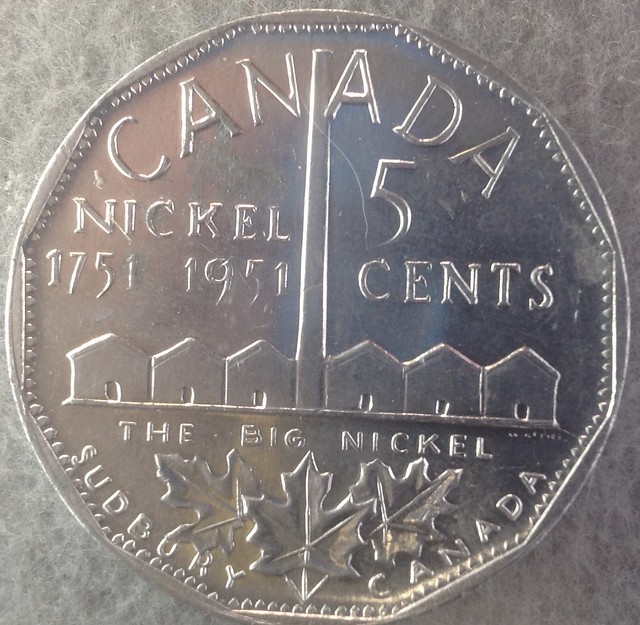 CANADA
NICKEL 5
1751 1951 CENTS
THE BIG NICKEL
SUDBURY CANADA